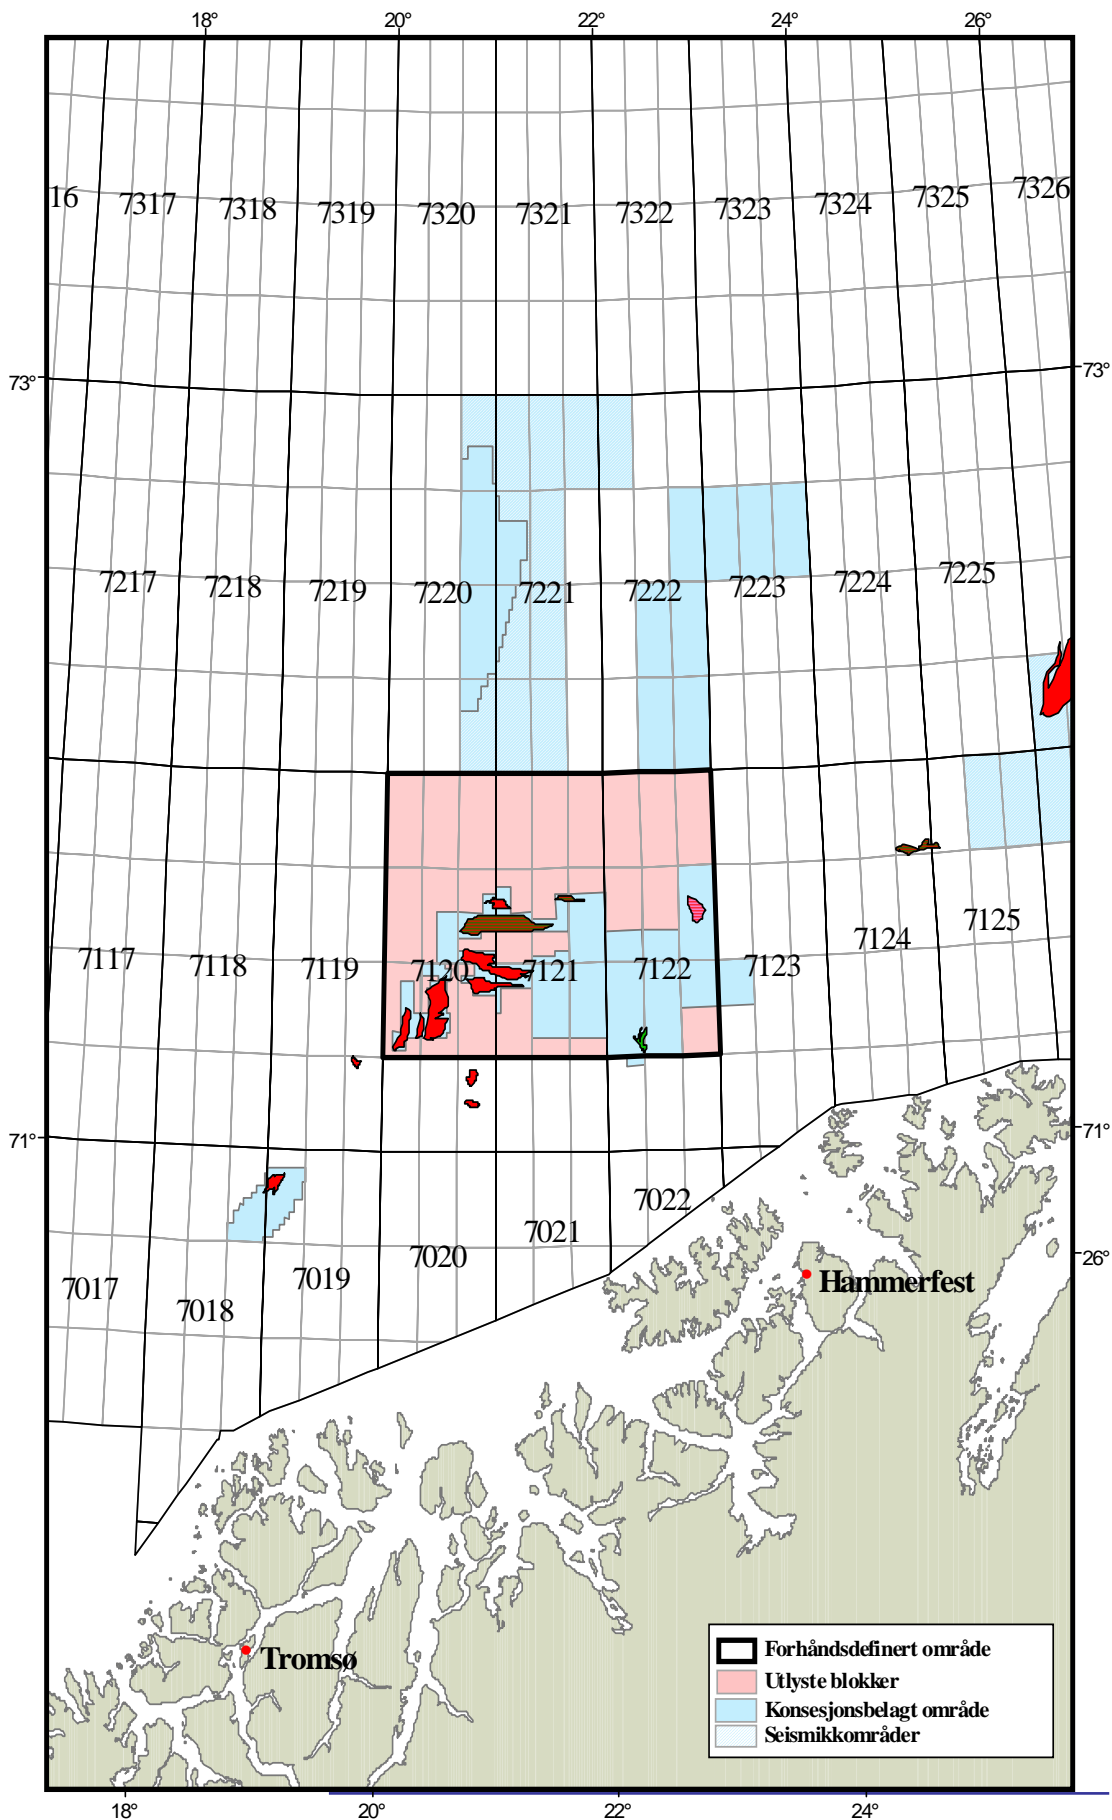 18° 20° 22° 24° 26°
16 7317 7318 7319 7320 7321 7322 7323 7324 7325 7326
73° 73°
7217 7218 7219 7220 7221 7222 7223 7224 7225
7117 7118 7119 7120 7121 7122 7123 7124 7125
71° 71°
7017 7018 7019 7020 7021 7022
26°
Hammerfest
Tromsø
Forhåndsdefinert område
Utlyste blokker
Konsesjonsbelagt område
Seismikkområder
18° 20° 22° 24°